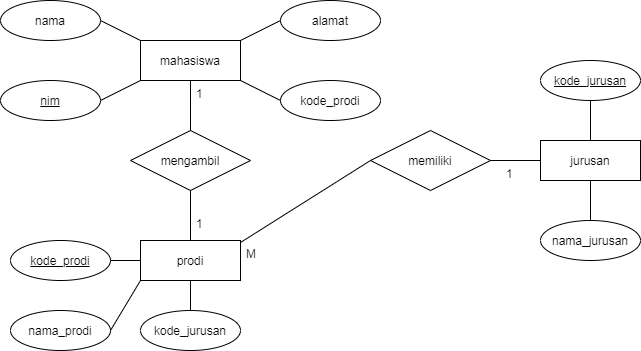 nama
alamat
mahasiswa
nim
kode_prodi
1
kode_jurusan
mengambil
memiliki
jurusan
1
1
M
kode_prodi
prodi
nama_jurusan
nama_prodi
kode_jurusan